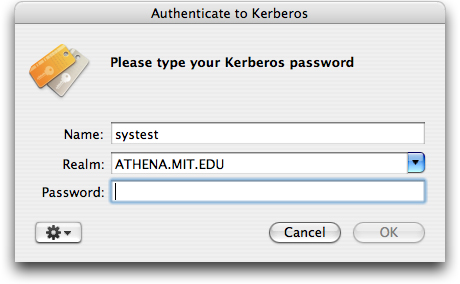 Authenticate to Kerberos
Please type your Kerberos password
Name: systest
Realm: ATHENA.MIT.EDU
Password:
Cancel OK